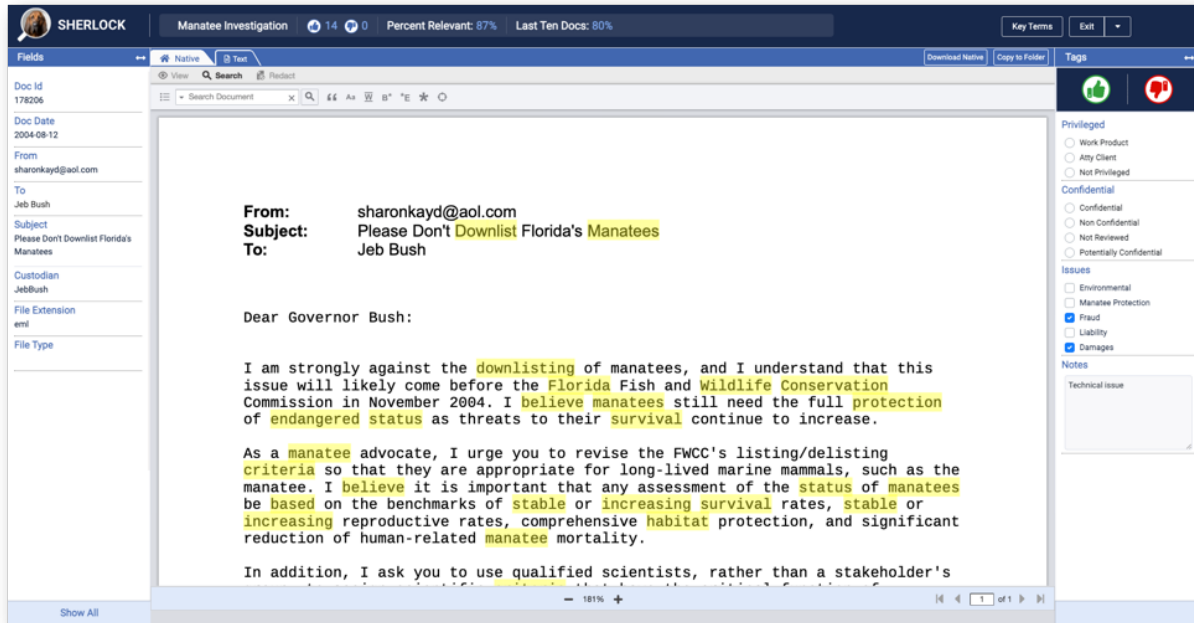 SHERLOCK
Manatee Investigation 14 0 Percent Relevant: 87% Last Ten Docs: 80%
Key Terms
Exit
Fields
Doc Id
178206
Doc Date
2004-08-12
From
sharonkayd@aol.com
To
Jeb Bush
Subject
Please Don't Downlist Florida's
Manatees
Custodian
JebBush
File Extension
eml
File Type
Show All
Native Text
Download Native Copy to Folder
View Search Redact
Search Document
From: sharonkayd@aol.com
Subject: Please Don't Downlist Florida's Manatees
To: Jeb Bush
Dear Governor Bush:
I am strongly against the downlisting of manatees, and I understand that this
issue will likely come before the Florida Fish and Wildlife Conservation
Commission in November 2004. I believe manatees still need the full protection
of endangered status as threats to their survival continue to increase.
As a manatee advocate, I urge you to revise the FWCC's listing/delisting
criteria so that they are appropriate for long-lived marine mammals, such as the
manatee. I believe it is important that any assessment of the status of manatees
be based on the benchmarks of stable or increasing survival rates, stable or
increasing reproductive rates, comprehensive habitat protection, and significant
reduction of human-related manatee mortality.
In addition, I ask you to use qualified scientists, rather than a stakeholder's
181%
1 of 1
Tags
Privileged
Work Product
Atty Client
Not Privileged
Confidential
Confidential
Non Confidential
Not Reviewed
Potentially Confidential
Issues
Environmental
Manatee Protection
Fraud
Liability
Damages
Notes
Technical issue